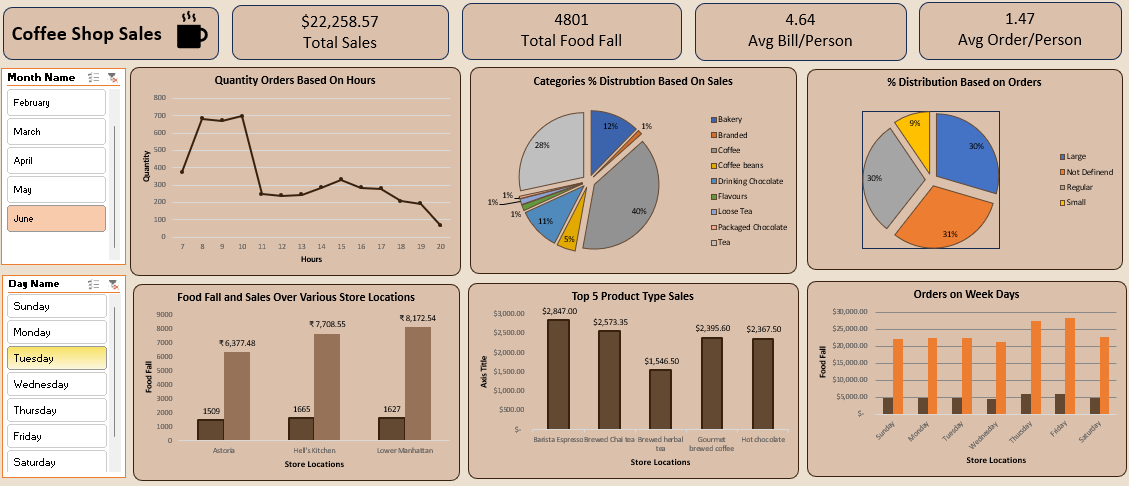 Coffee Shop Sales
$22,258.57
Total Sales
4801
Total Food Fall
4.64
Avg Bill/Person
1.47
Avg Order/Person
Month Name
February
March
April
May
June
Day Name
Sunday
Monday
Tuesday
Wednesday
Thursday
Friday
Saturday
Quantity Orders Based On Hours
Quantity
800
700
600
500
400
300
200
100
0
7 8 9 10 11 12 13 14 15 16 17 18 19 20
Hours
Categories % Distrubtion Based On Sales
12%
1%
40%
5%
11%
1%
1%
1%
28%
Bakery
Branded
Coffee
Coffee beans
Drinking Chocolate
Flavours
Loose Tea
Packaged Chocolate
Tea
% Distribution Based on Orders
30%
31%
30%
9%
Large
Not Definend
Regular
Small
Food Fall and Sales Over Various Store Locations
Food Fall
9000
8000
7000
6000
5000
4000
3000
2000
1000
0
1509
₹ 6,377.48
1665
₹ 7,708.55
1627
₹ 8,172.54
Astoria
Hell's Kitchen
Lower Manhattan
Store Locations
Top 5 Product Type Sales
Axis Title
$3,000.00
$2,500.00
$2,000.00
$1,500.00
$1,000.00
$500.00
$-
$2,847.00
$2,573.35
$1,546.50
$2,395.60
$2,367.50
Barista Espresso
Brewed Chai tea
Brewed herbal
tea
Gourmet
brewed coffee
Hot chocolate
Store Locations
Orders on Week Days
Food Fall
$30,000.00
$25,000.00
$20,000.00
$15,000.00
$10,000.00
$5,000.00
$-
Sunday
Monday
Tuesday
Wednesday
Thursday
Friday
Saturday
Store Locations